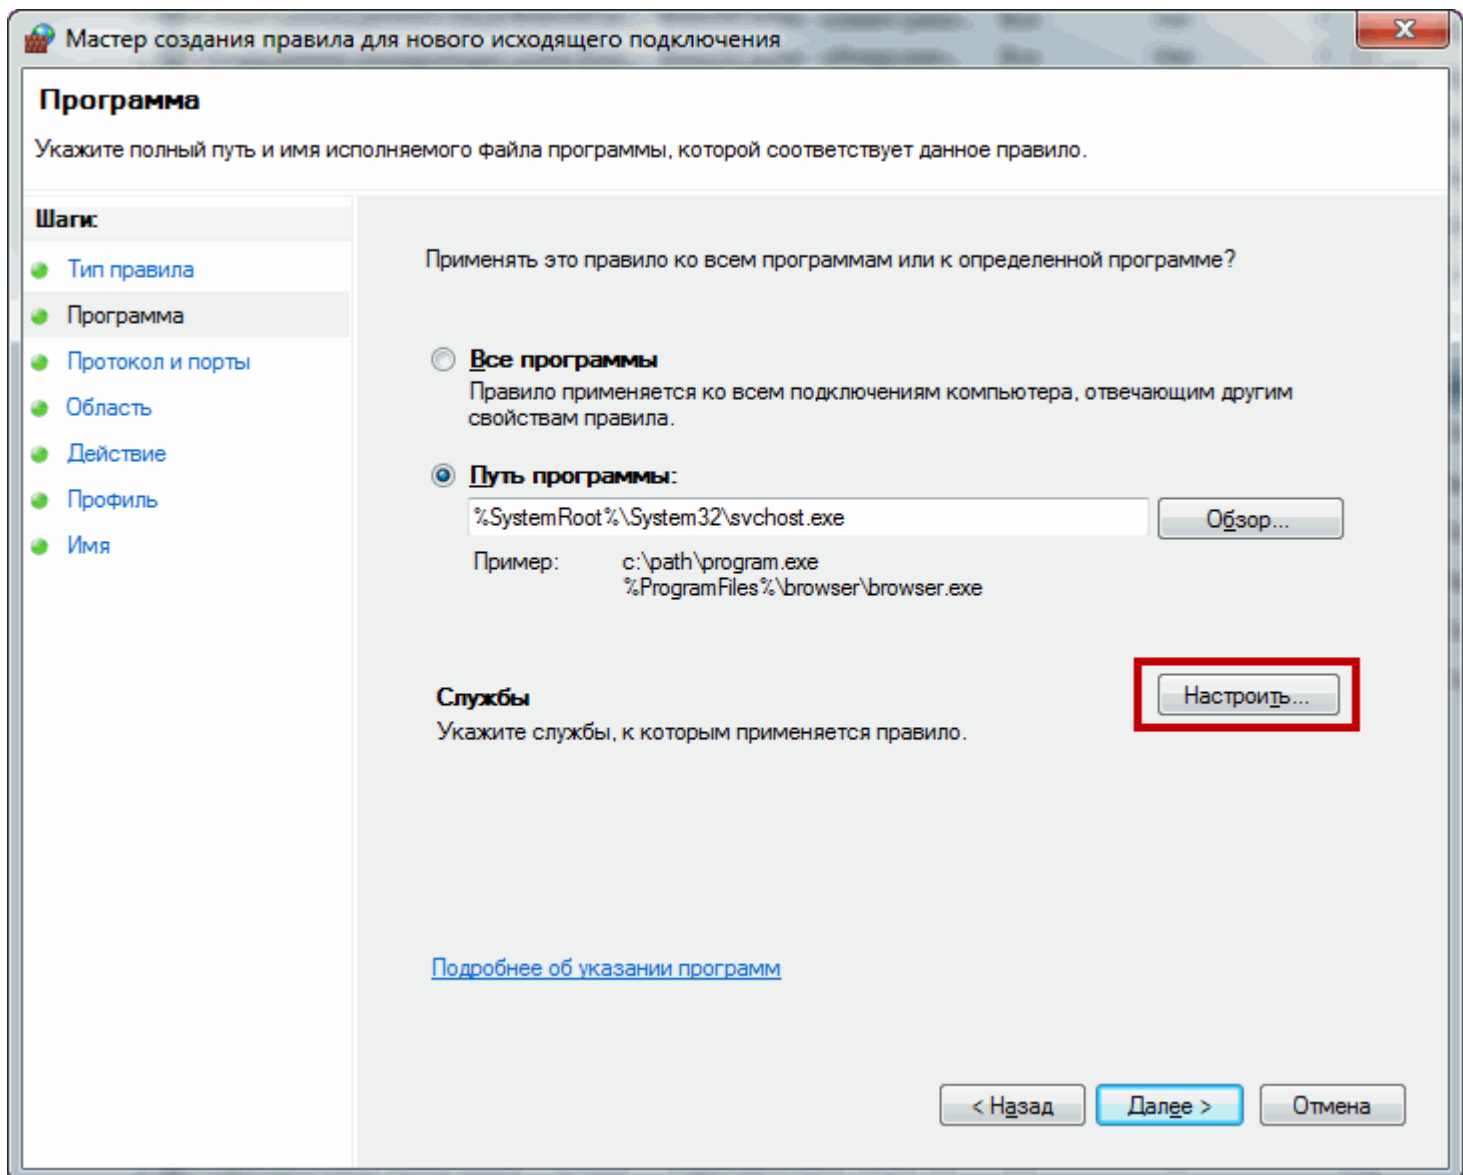 Мастер создания правила для нового исходящего подключения
Программа
Укажите полный путь и имя исполняемого файла программы, которой соответствует данное правило.
Шаги:
Тип правила
Программа
Протокол и порты
Область
Действие
Профиль
Имя
Применять это правило ко всем программам или к определенной программе?
Все программы
Правило применяется ко всем подключениям компьютера, отвечающим другим
свойствам правила.
Путь программы:
%SystemRoot%\System32\svchost.exe
Обзор...
Пример: c:\path\program.exe
%ProgramFiles%\browser\browser.exe
Службы
Настроить...
Укажите службы, к которым применяется правило.
Подробнее об указании программ
< Назад
Далее >
Отмена